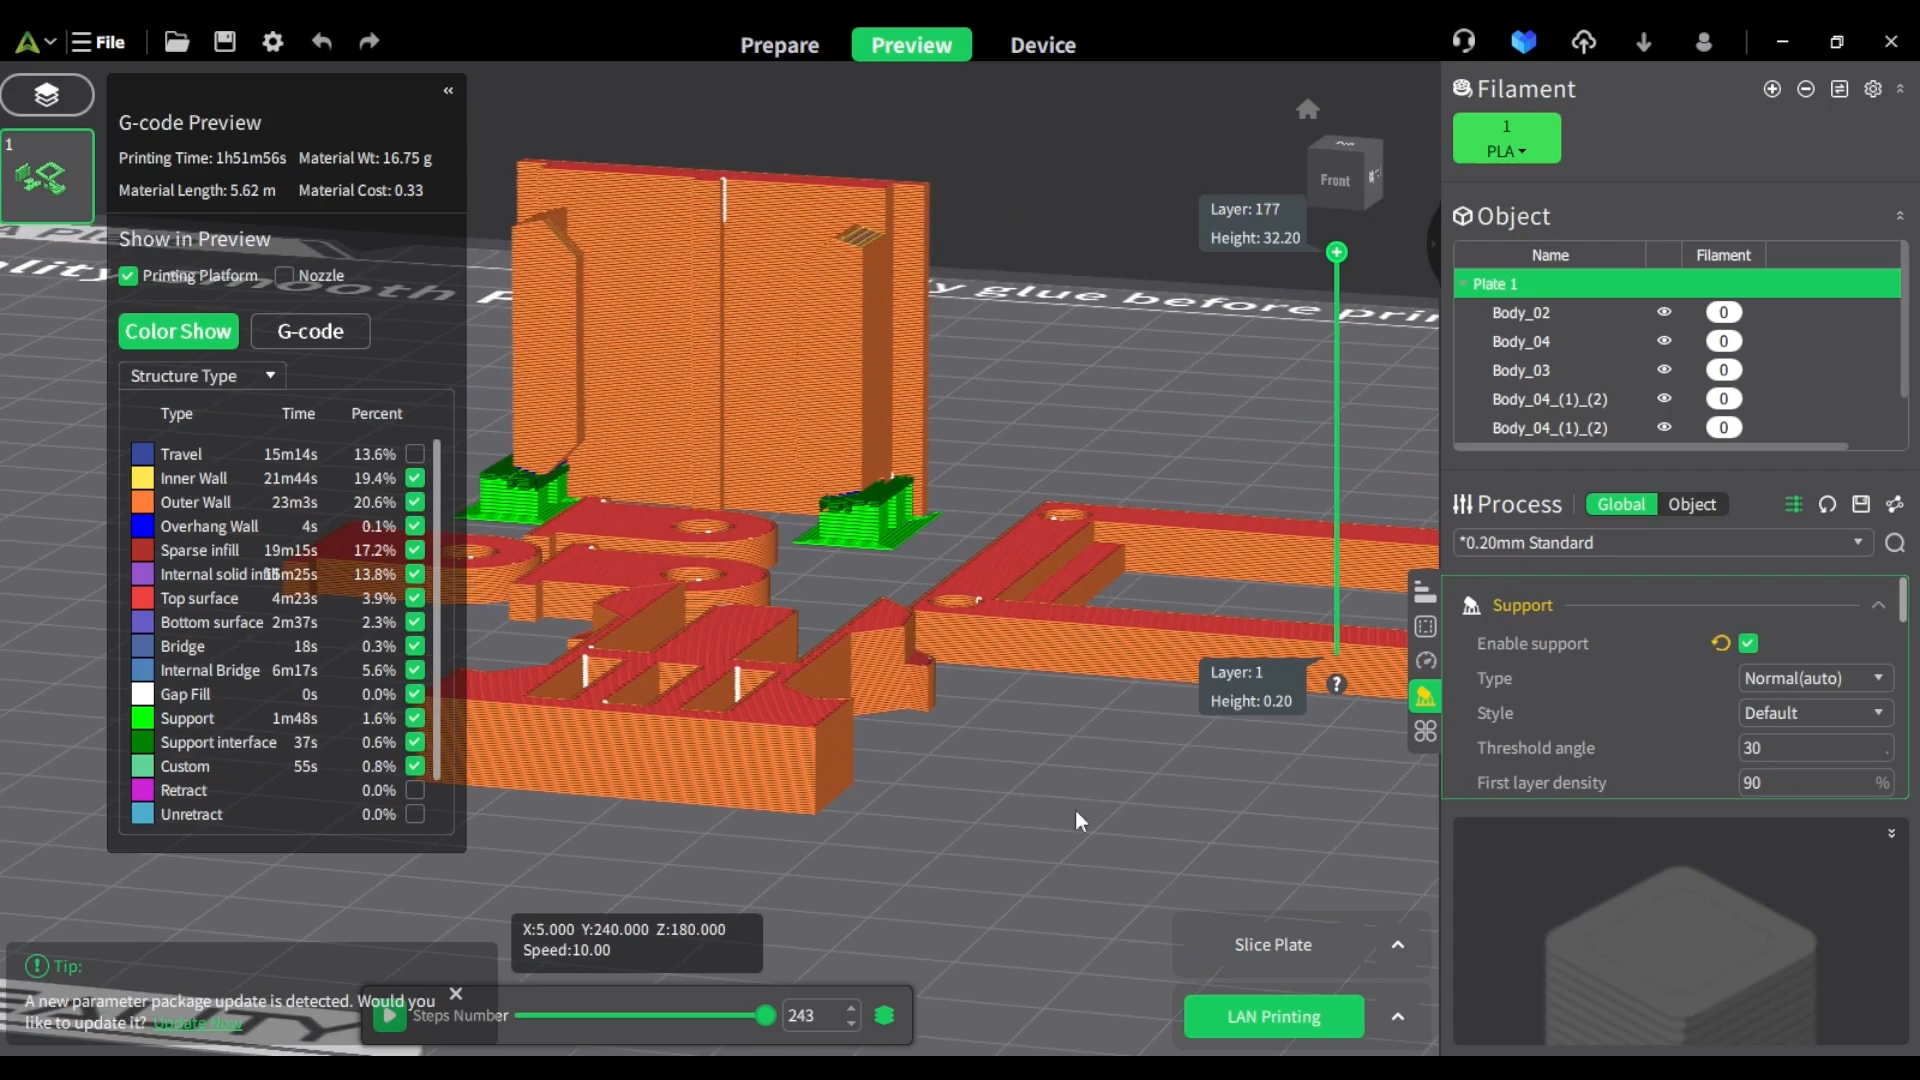 File
Prepare
Preview
Device
1
G-code Preview
Printing Time: 1h51m56s Material Wt: 16.75 g
Material Length: 5.62 m Material Cost: 0.33
Show in Preview
Printing Platform Nozzle
Color Show G-code
Structure Type
Type Time Percent
Travel 15m14s 13.6%
Inner Wall 21m44s 19.4%
Outer Wall 23m3s 20.6%
Overhang Wall 4s 0.1%
Sparse infill 19m15s 17.2%
Internal solid 13.8%
Top surface 4m23s 3.9%
Bottom surface 2m37s 2.3%
Bridge 18s 0.3%
Internal Bridge 6m17s 5.6%
Gap Fill 0s 0.0%
Support 1m48s 1.6%
Support interface 37s 0.6%
Custom 55s 0.8%
Retract 0.0%
Unretract 0.0%
Tip:
A new parameter package update is detected. Would you
like to update it? Update Now
glue before
Front
Layer: 177
Height: 32.20
Layer: 1
Height: 0.20
?
X:5.000 Y:240.000 Z:180.000
Speed:10.00
Steps Number 243
Slice Plate
LAN Printing
Filament
1
PLA
Object
Name Filament
Plate 1
Body_02 0
Body_04 0
Body_03 0
Body_04_(1)_(2) 0
Body_04_(1)_(2) 0
Process Global Object
*0.20mm Standard
Support
Enable support
Type Normal(auto)
Style Default
Threshold angle 30
First layer density 90 %